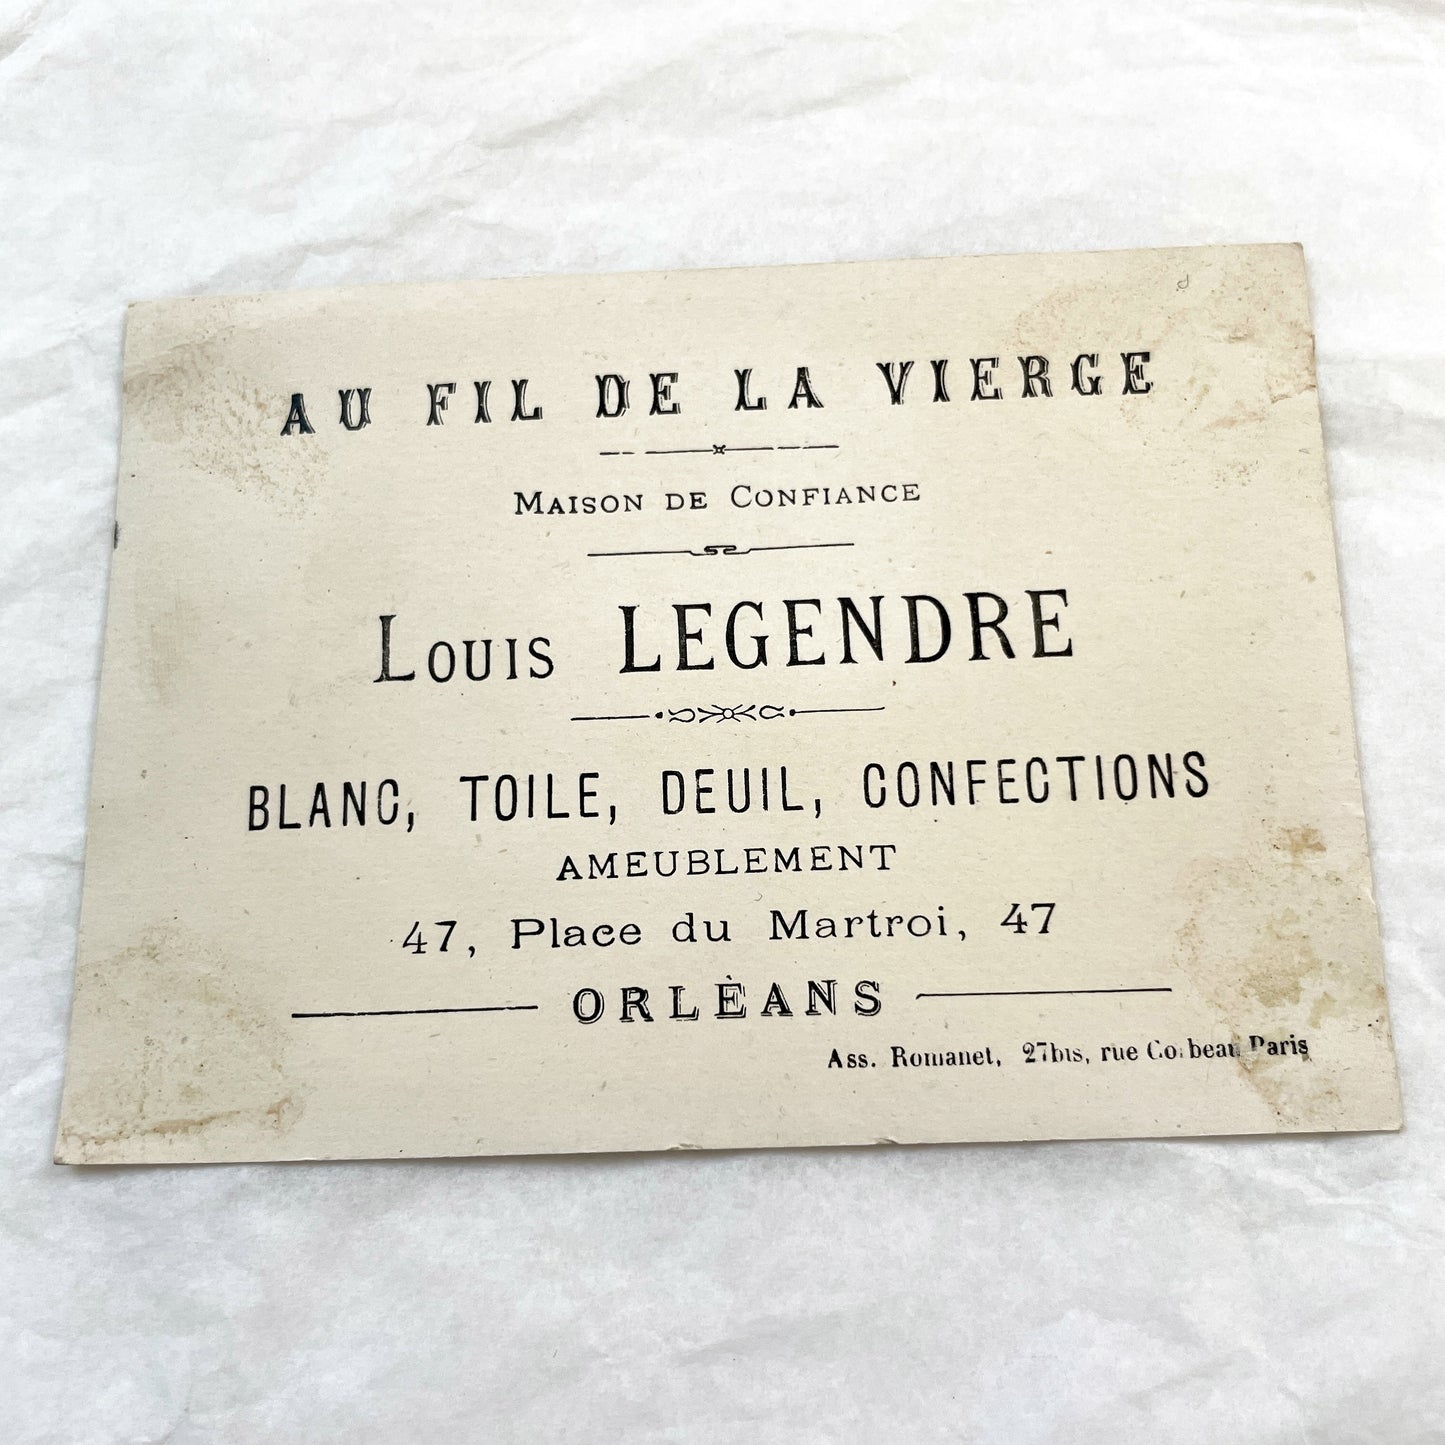 AU FIL DE LA VIERGE
MAISON DE CONFIANCE
LOUIS LEGENDRE
BLANC, TOILE, DEUIL, CONFECTIONS
AMEUBLEMENT
47, Place du Martroi, 47
ORLÉANS
Ass. Romanet, 27bis, rue Corbeau Paris